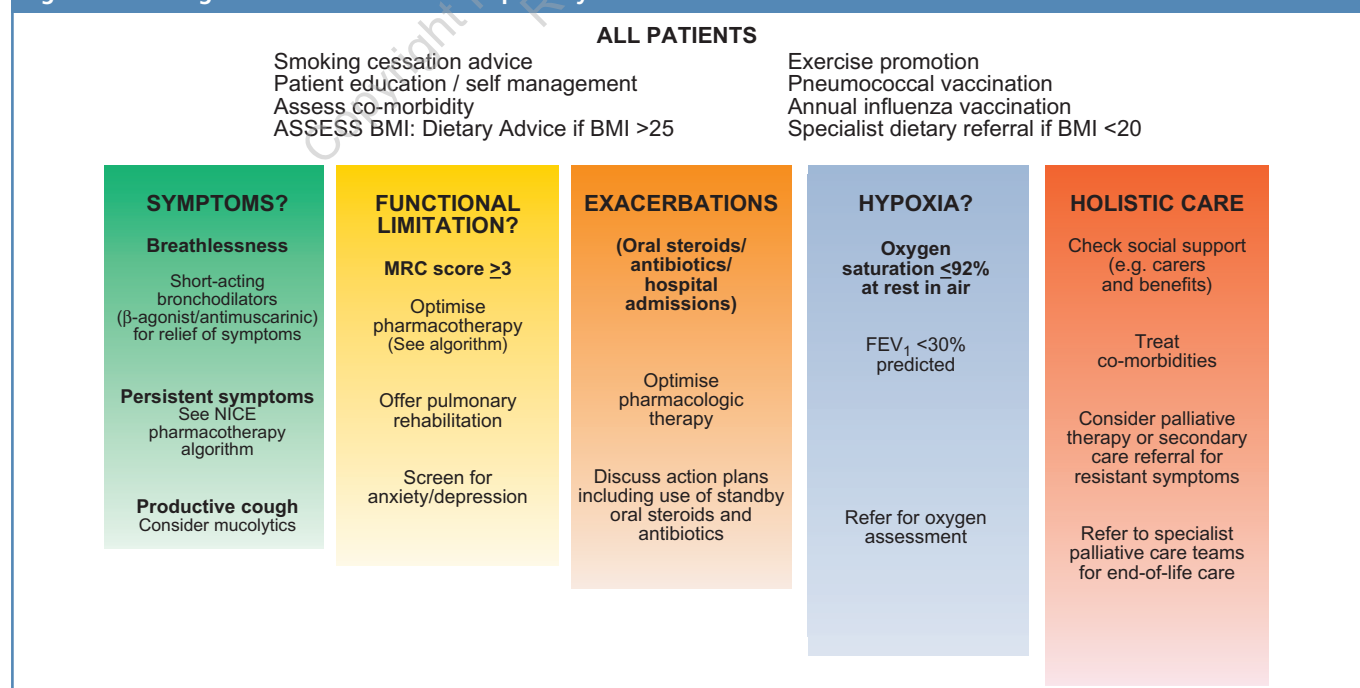 ALL PATIENTS
Smoking cessation advice
Patient education / self management
Assess co-morbidity
ASSESS BMI: Dietary Advice if BMI >25
Exercise promotion
Pneumococcal vaccination
Annual influenza vaccination
Specialist dietary referral if BMI <20
Copyright
SYMPTOMS?
Breathlessness
Short-acting
bronchodilators
(β-agonist/antimuscarinic)
for relief of symptoms
Persistent symptoms
See NICE
pharmacotherapy
algorithm
Productive cough
Consider mucolytics
FUNCTIONAL
LIMITATION?
MRC score ≥3
Optimise
pharmacotherapy
(See algorithm)
Offer pulmonary
rehabilitation
Screen for
anxiety/depression
EXACERBATIONS
(Oral steroids/
antibiotics/
hospital
admissions)
Optimise
pharmacologic
therapy
Discuss action plans
including use of standby
oral steroids and
antibiotics
HYPOXIA?
Oxygen
saturation ≤92%
at rest in air
FEV₁ <30%
predicted
Refer for oxygen
assessment
HOLISTIC CARE
Check social support
(e.g. carers
and benefits)
Treat
co-morbidities
Consider palliative
therapy or secondary
care referral for
resistant symptoms
Refer to specialist
palliative care teams
for end-of-life care